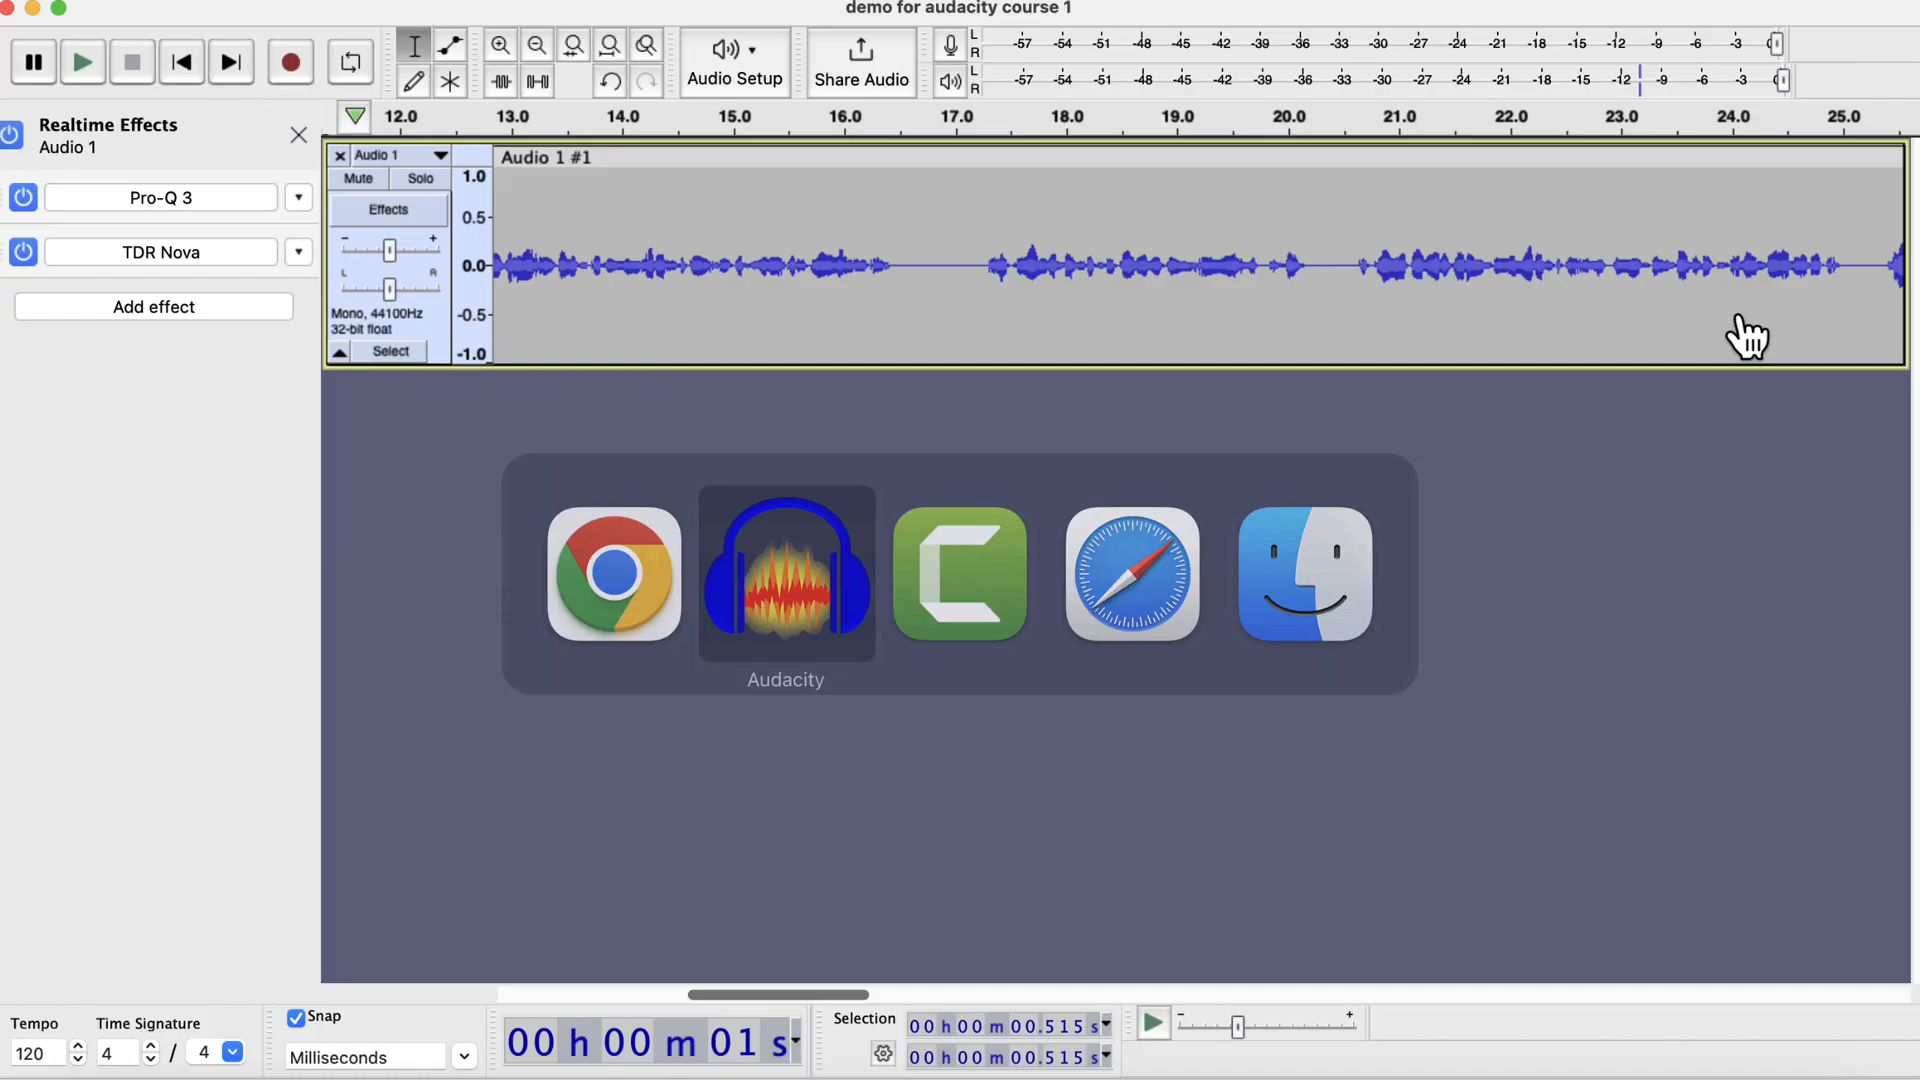 demo for audacity course 1
Audio Setup
Share Audio
L
R
-57 -54 -51 -48 -45 -42 -39 -36 -33 -30 -27 -24 -21 -18 -15 -12 -9 -6 -3
L
R
-57 -54 -51 -48 -45 -42 -39 -36 -33 -30 -27 -24 -21 -18 -15 -12 -9 -6 -3
Realtime Effects
Audio 1
Pro-Q 3
TDR Nova
Add effect
12.0 13.0 14.0 15.0 16.0 17.0 18.0 19.0 20.0 21.0 22.0 23.0 24.0 25.0
Audio 1
Mute Solo
Effects
- +
L R
Mono, 44100Hz
32-bit float
Select
1.0
0.5-
0.0-
-0.5-
-1.0
Audio 1 #1
Audacity
Tempo
120
Time Signature
4 / 4
Snap
Milliseconds
00 h 00 m 01 s
Selection
00 h 00 m 00.515 s
00 h 00 m 00.515 s
- +